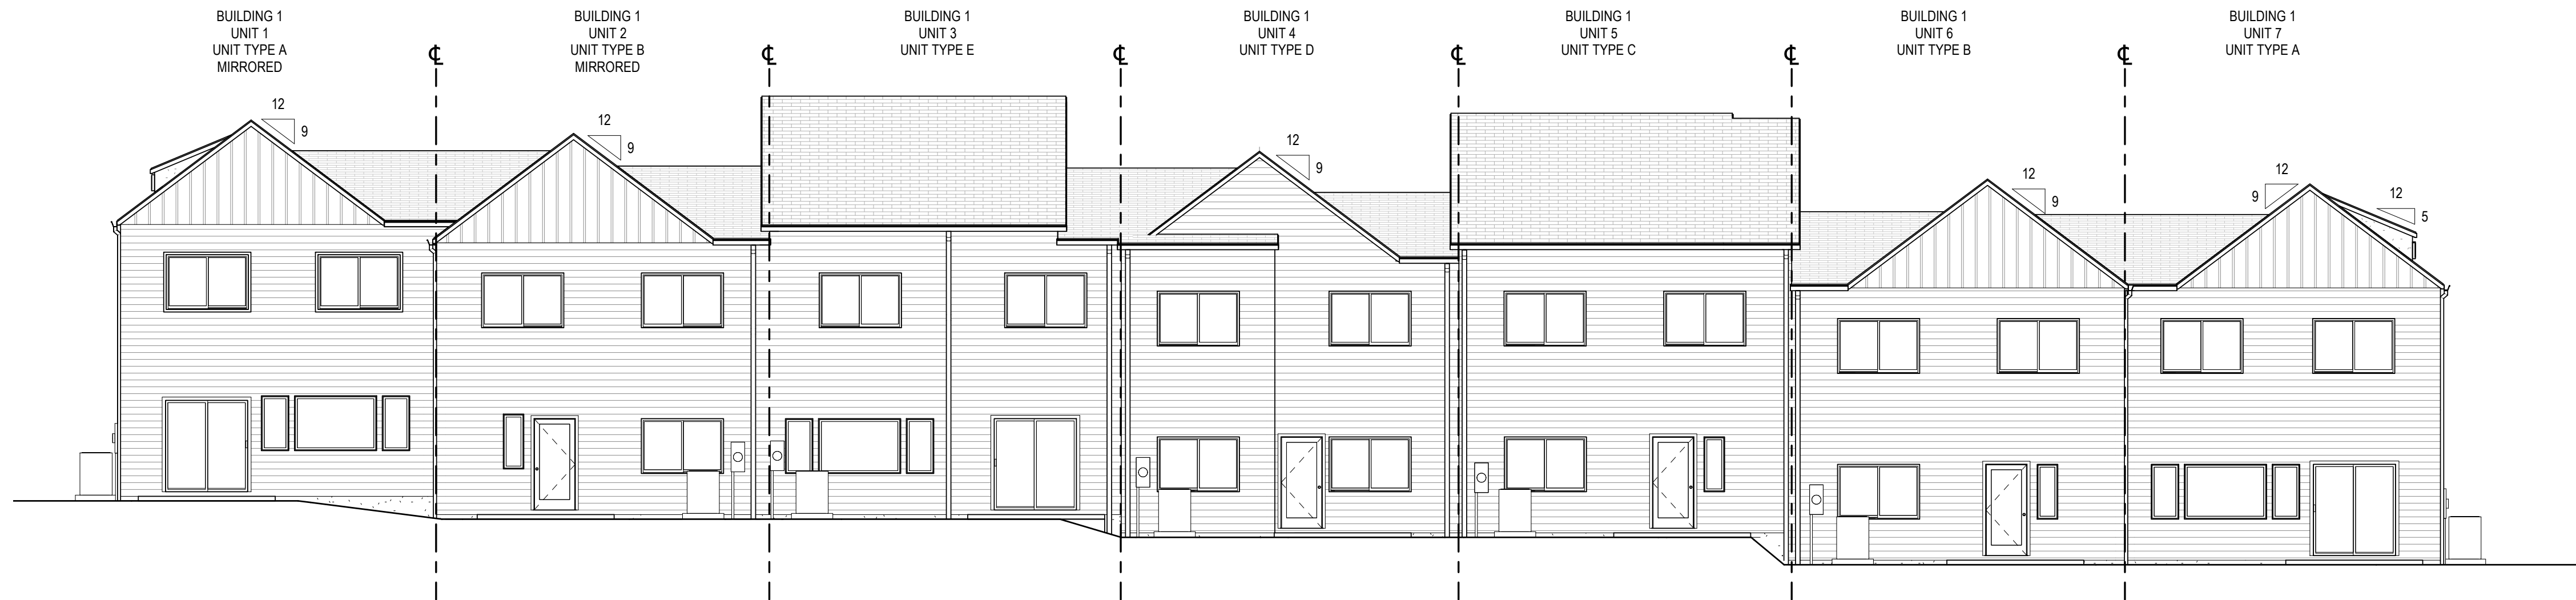 BUILDING 1
UNIT 1
UNIT TYPE A
MIRRORED
BUILDING 1
UNIT 2
UNIT TYPE B
MIRRORED
BUILDING 1
UNIT 3
UNIT TYPE E
BUILDING 1
UNIT 4
UNIT TYPE D
BUILDING 1
UNIT 5
UNIT TYPE C
BUILDING 1
UNIT 6
UNIT TYPE B
BUILDING 1
UNIT 7
UNIT TYPE A
℄
℄
℄
℄
℄
℄
12
9
12
9
12
9
12
9
12
9
12
5